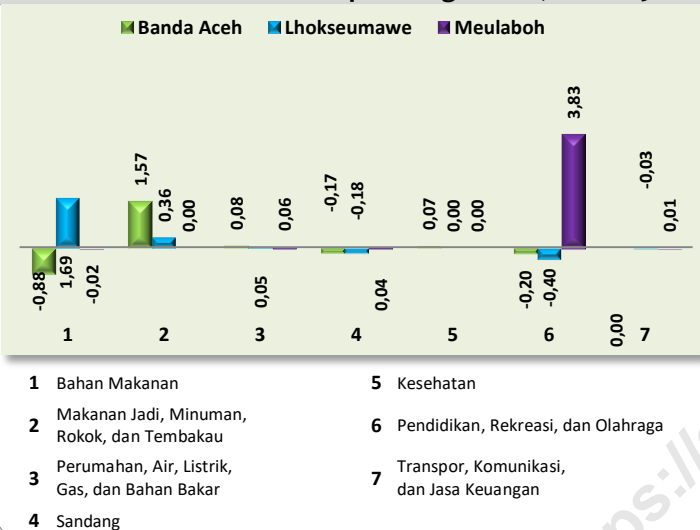 Banda Aceh Lhokseumawe Meulaboh
-0,88 1,69 -0,02
1,57 0,36 0,00
0,08 0,05 0,06
-0,17 -0,18 0,04
0,07 0,00 0,00
-0,20 -0,40 3,83
0,00 -0,03 0,01
1 2 3 4 5 6 7
1 Bahan Makanan
2 Makanan Jadi, Minuman,
Rokok, dan Tembakau
3 Perumahan, Air, Listrik,
Gas, dan Bahan Bakar
4 Sandang
5 Kesehatan
6 Pendidikan, Rekreasi, dan Olahraga
7 Transpor, Komunikasi,
dan Jasa Keuangan
ps://